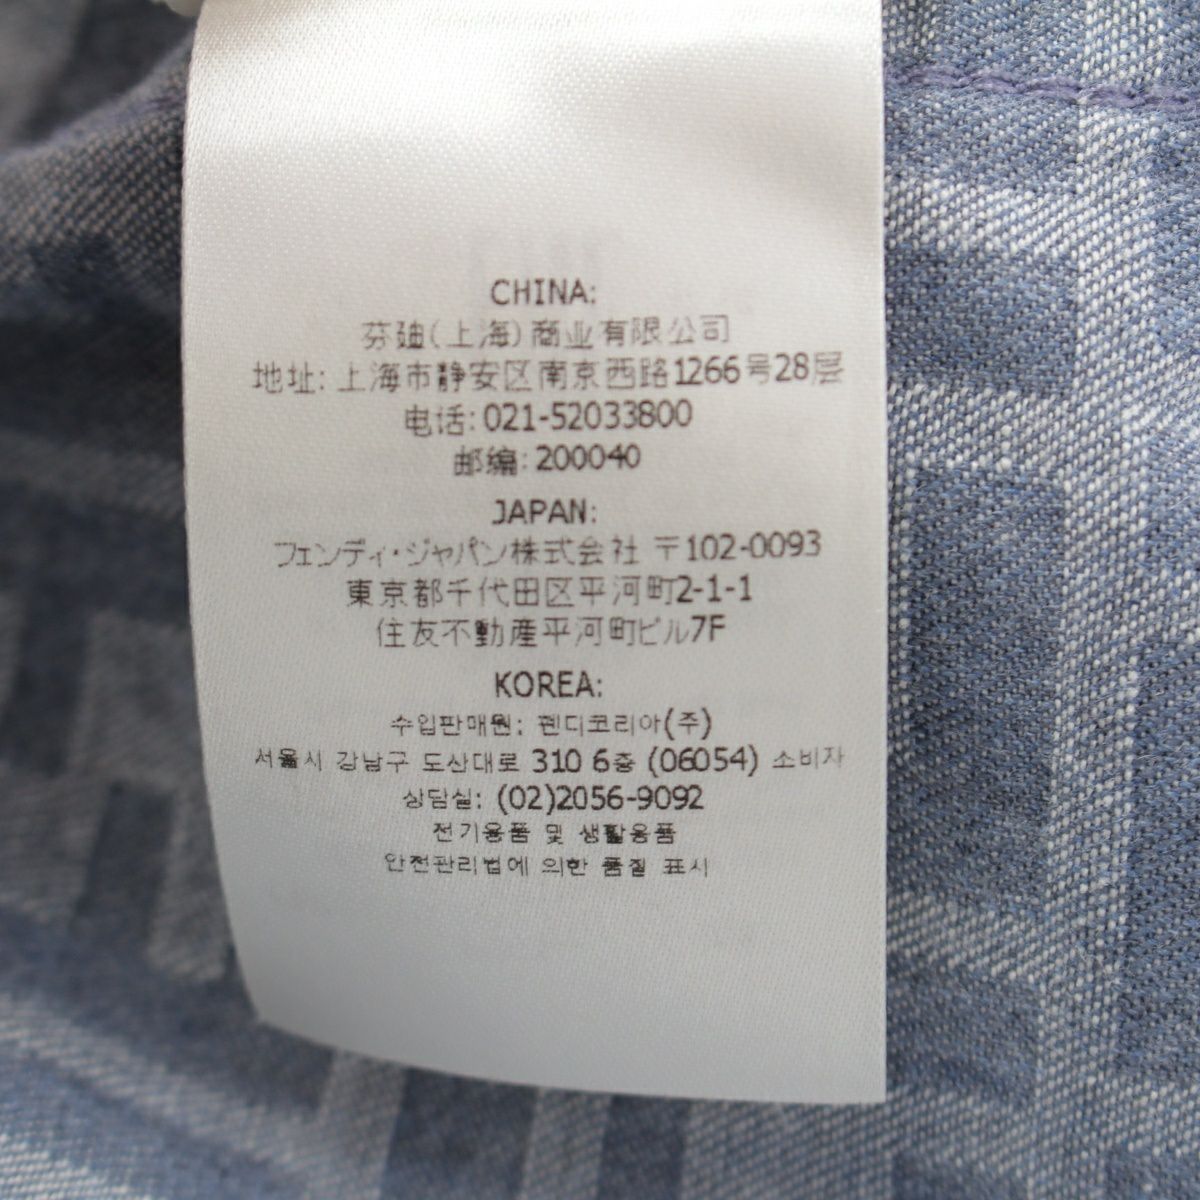 CHINA:
芬迪(上海)商业有限公司
地址: 上海市静安区南京西路1266号28层
电话: 021-52033800
邮编: 200040
JAPAN:
フェンディ・ジャパン株式会社 〒102-0093
東京都千代田区平河町2-1-1
住友不動産平河町ビル7F
KOREA:
수입판매원: 펜디코리아(주)
서울시 강남구 도산대로 310 6층 (06054) 소비자
상담실: (02)2056-9092
전기용품 및 생활용품
안전관리법에 의한 품질 표시